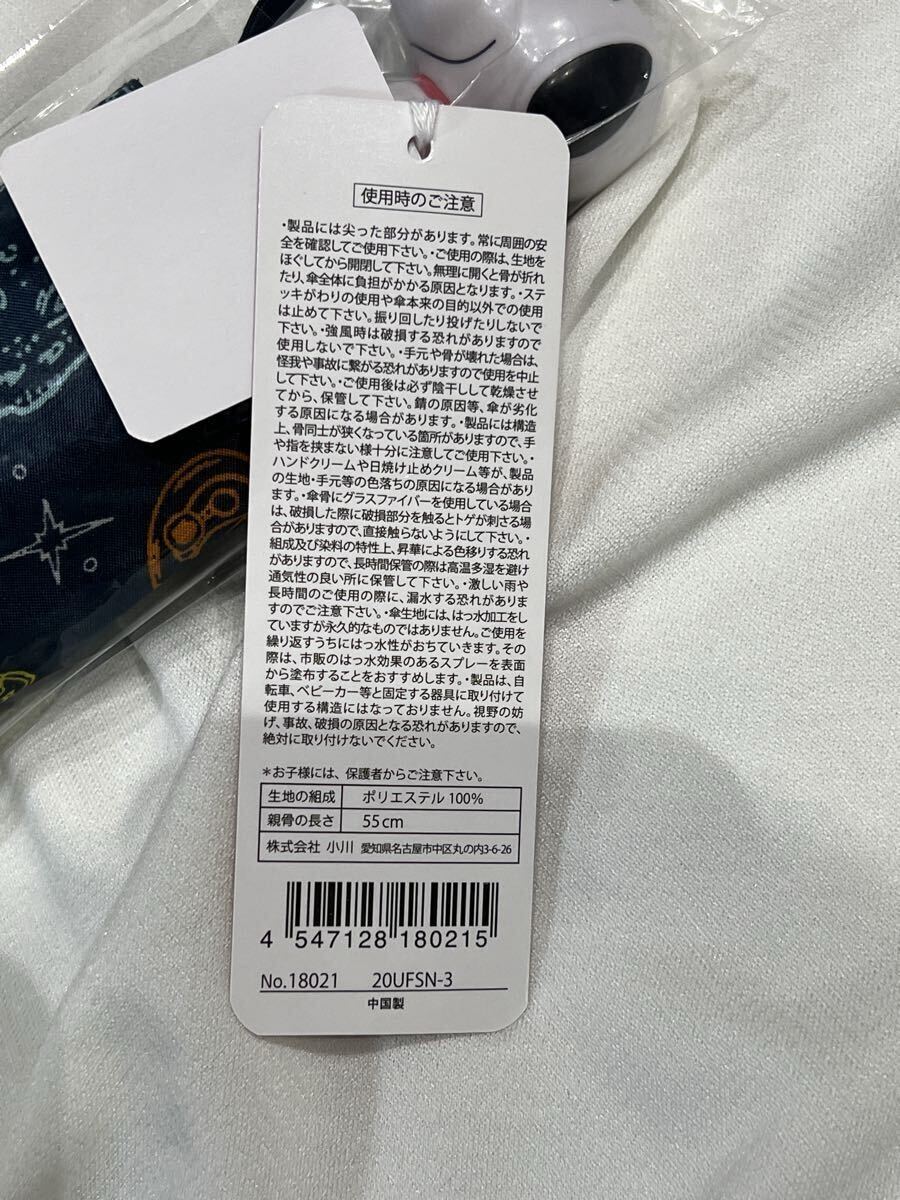 使用時のご注意
・製品には尖った部分があります。常に周囲の安
全を確認してご使用下さい。・ご使用の際は、生地を
ほぐしてから開閉して下さい。無理に開くと骨が折れ
たり、傘全体に負担がかかる原因となります。・ステ
ッキがわりの使用や傘本来の目的以外での使用
は止めて下さい。振り回したり投げたりしないで
下さい。・強風時は破損する恐れがありますので
使用しないで下さい。・手元や骨が壊れた場合は、
怪我や事故に繋がる恐れがありますので使用を中止
して下さい。・ご使用後は必ず陰干しして乾燥させ
てから、保管して下さい。錆の原因等、傘が劣化
する原因になる場合があります。・製品には構造
上、骨同士が狭くなっている箇所がありますので、手
や指を挟まない様十分に注意してご使用下さい。・
ハンドクリームや日焼け止めクリーム等が、製品
の生地・手元等の色落ちの原因になる場合があり
ます。・傘骨にグラスファイバーを使用している場合
は、破損した際に破損部分を触るとトゲが刺さる場
合がありますので、直接触らないようにして下さい。・
組成及び染料の特性上、昇華による色移りする恐れ
がありますので、長時間保管の際は高温多湿を避け
通気性の良い所に保管して下さい。・激しい雨や
長時間のご使用の際に、漏水する恐れがありま
すのでご注意下さい。・傘生地には、はっ水加工をし
ていますが永久的なものではありません。ご使用を
繰り返すうちにはっ水性がおちていきます。その
際は、市販のはっ水効果のあるスプレーを表面
から塗布することをおすすめします。・製品は、自
転車、ベビーカー等と固定する器具に取り付けて
使用する構造にはなっておりません。視野の妨
げ、事故、破損の原因となる恐れがありますので、
絶対に取り付けないでください。
＊お子様には、保護者からご注意下さい。
生地の組成 ポリエステル 100%
親骨の長さ 55cm
株式会社 小川 愛知県名古屋市中区丸の内3-6-26
4 547128 180215
No.18021 20UFSN-3
中国製